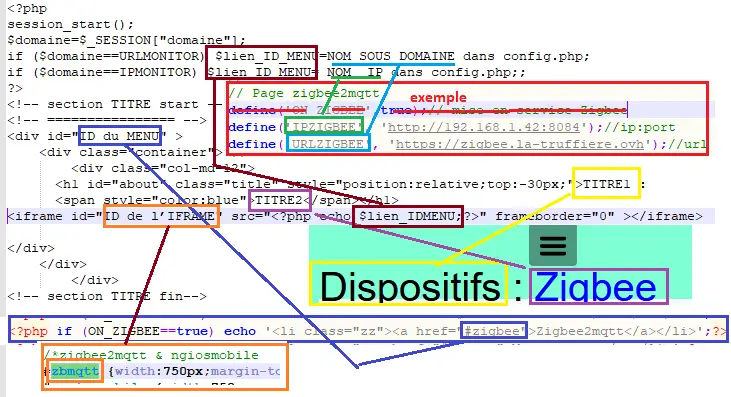 <?php
session_start();
$domaine=$_SESSION["domaine"];
if ($domaine==URLMONITOR) $lien_ID_MENU=NOM_SOUS_DOMAINE dans config.php;
if ($domaine==IPMONITOR) $lien_ID_MENU= NOM__IP dans config.php;;
?>
// Page zigbee2mqtt
exemple
<!-- section TITRE start
define('ON_ZIGBEE' true);// mise en service Zigbee
<!-- ================ -->
define('IPZIGBEE', 'http://192.168.1.42:8084');//ip:port
<div id="ID du MENU" >
define( URLZIGBEE', 'https://zigbee.la-truffiere.ovh');//url
<div class="container">
<div class="col-md-12">
<h1 id="about" class="title" style="position:relative;top:-30px;">TITRE1 :
<span style="color:blue">TITRE2</span></h1>
<iframe id="ID de l'IFRAME" src="<?php echo $lien_IDMENU;?>" frameborder="0" ></iframe>
</div>
</div>
</div>
Dispositifs : Zigbee
<!-- section TITRE fin-->
<?php if (ON_ZIGBEE==true) echo '<li class="zz"><a href="#zigbee">Zigbee2mqtt</a></li>';?>
/*zigbee2mqtt & ngiosmobile
#zbmqtt {width:750px;margin-to